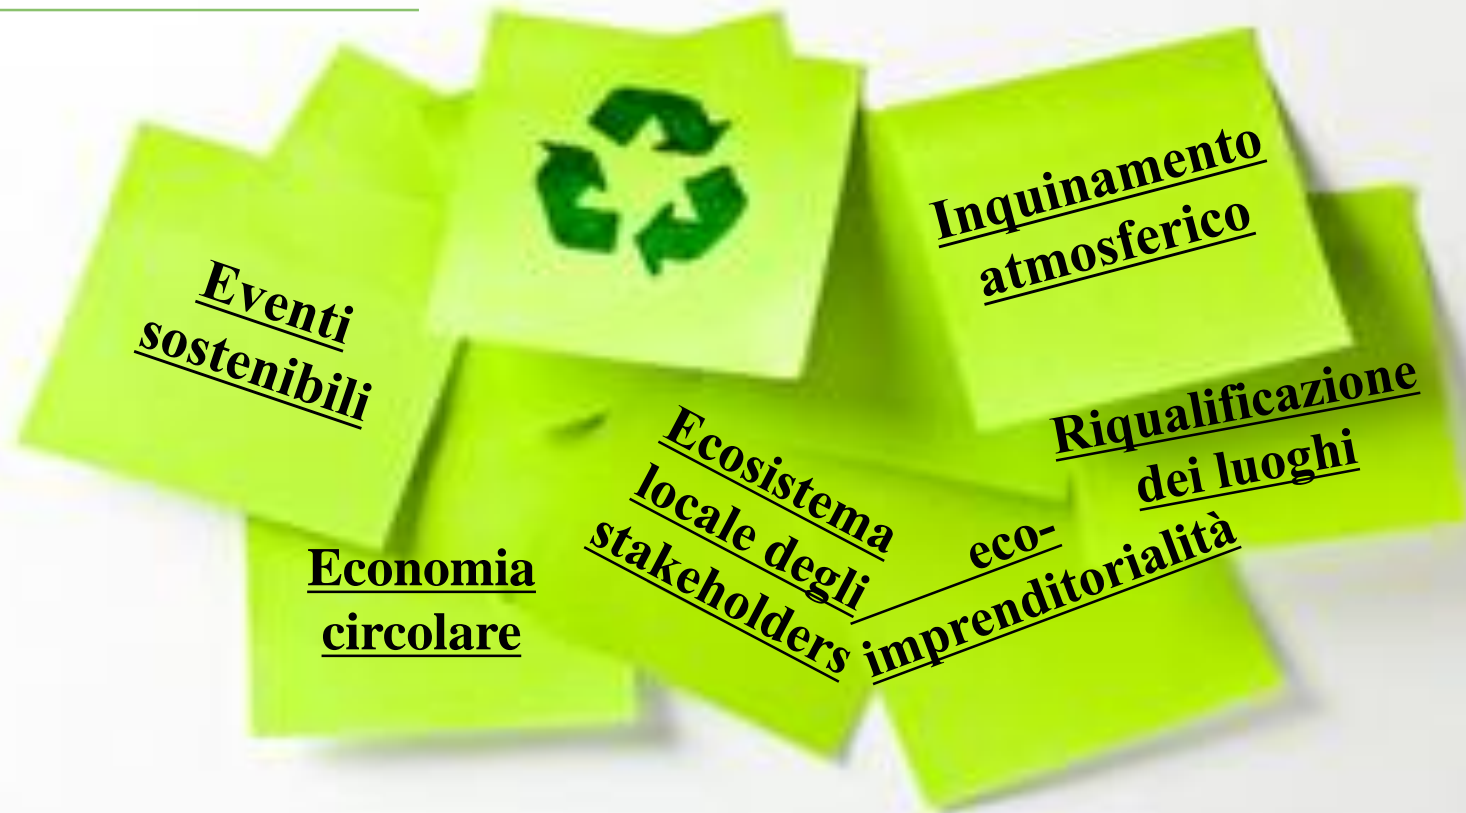 Inquinamento
atmosferico
Eventi
sostenibili
Riqualificazione
dei luoghi
Ecosistema
locale degli
stakeholders
eco-
imprenditorialità
Economia
circolare